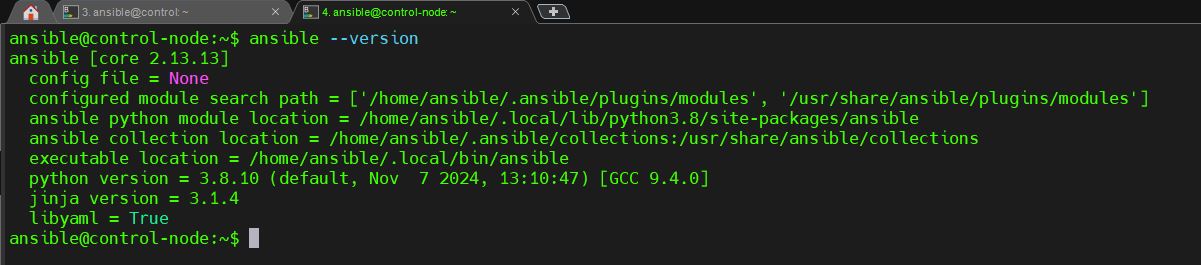 3. ansible@control: ~
4. ansible@control-node: ~
ansible@control-node:~$ ansible --version
ansible [core 2.13.13]
  config file = None
  configured module search path = ['/home/ansible/.ansible/plugins/modules', '/usr/share/ansible/plugins/modules']
  ansible python module location = /home/ansible/.local/lib/python3.8/site-packages/ansible
  ansible collection location = /home/ansible/.ansible/collections:/usr/share/ansible/collections
  executable location = /home/ansible/.local/bin/ansible
  python version = 3.8.10 (default, Nov  7 2024, 13:10:47) [GCC 9.4.0]
  jinja version = 3.1.4
  libyaml = True
ansible@control-node:~$